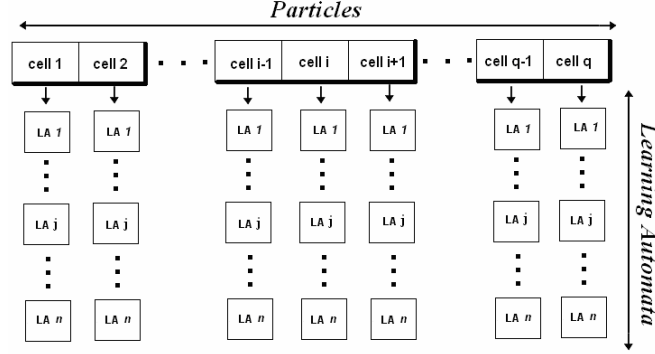 Particles
cell 1 cell 2 cell i-1 cell i cell i+1 cell q-1 cell q
LA 1 LA 1 LA 1 LA 1 LA 1 LA 1 LA 1
LA j LA j LA j LA j LA j LA j LA j
LA n LA n LA n LA n LA n LA n LA n
Learning Automata